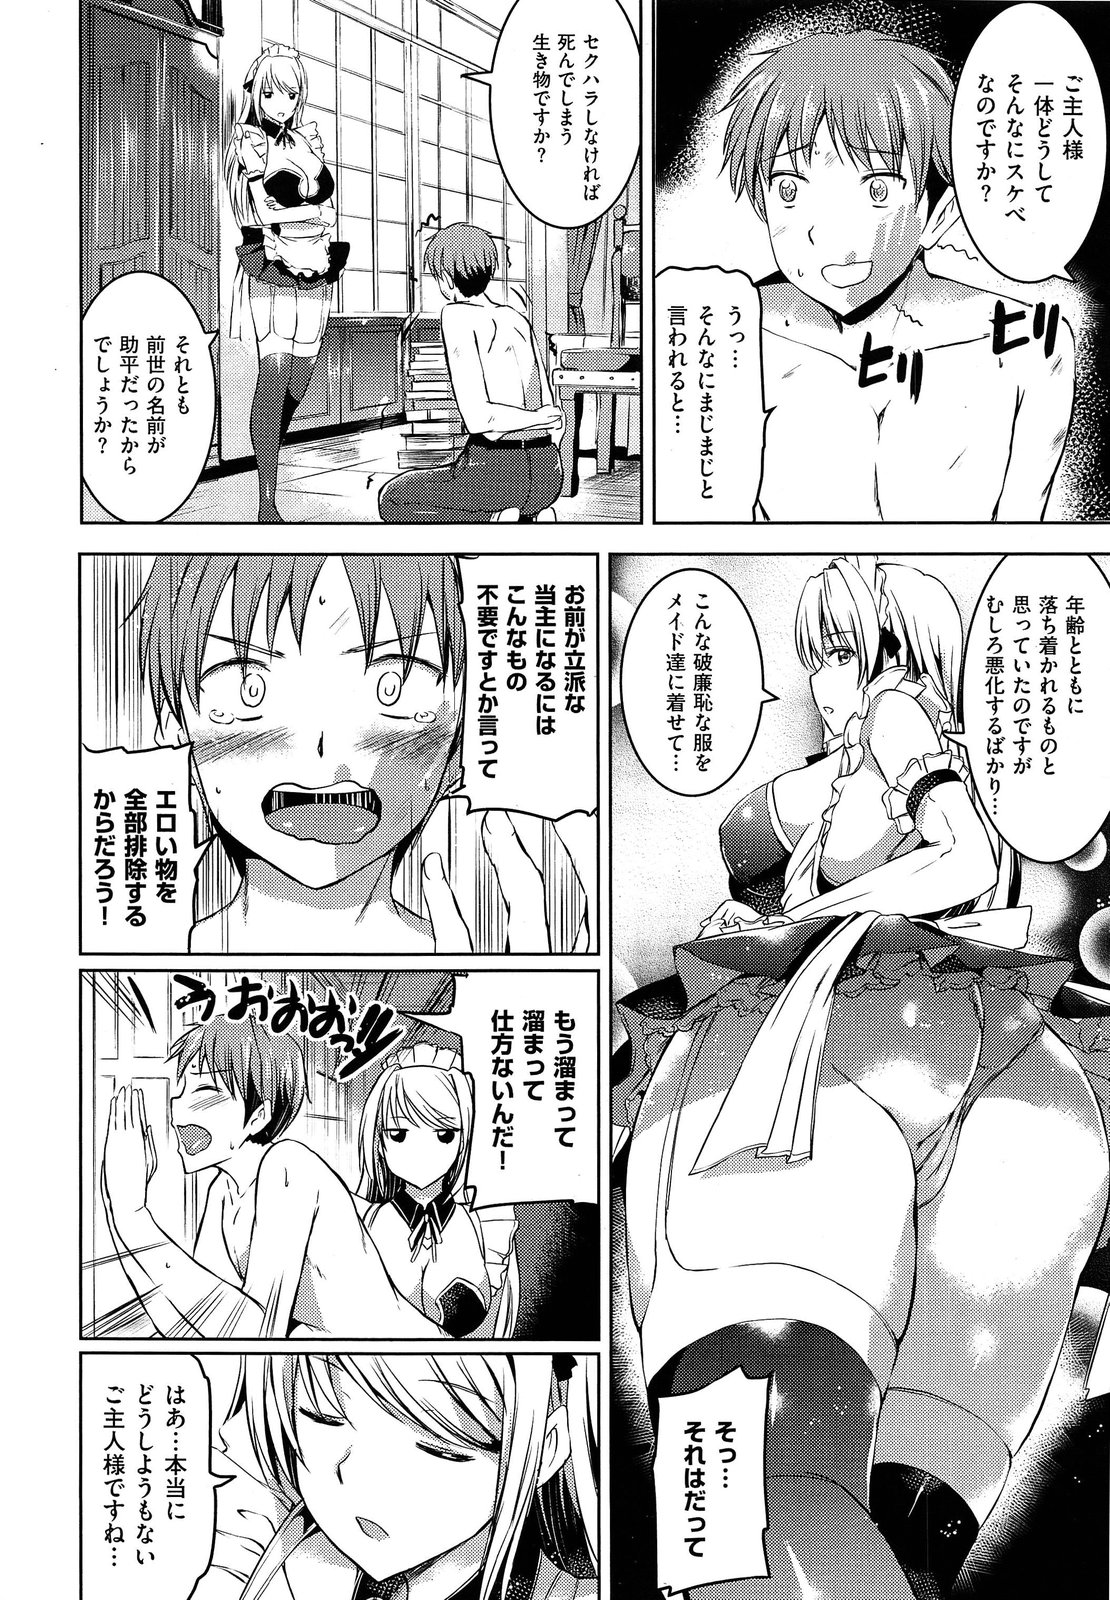 ご主人様
一体どうして
そんなにスケベ
なのですか？
ビリ
ビリ
うっ…
そんなにまじまじと
言われると…
セクハラしなければ
死んでしまう
生き物ですか？
それとも
前世の名前が
助平だったから
でしょうか？
年齢とともに
落ち着かれるものと
思っていたのですが
むしろ悪化するばかり…
こんな破廉恥な服を
メイド達に着せて…
そっ…
それはだって
お前が立派な
当主になるには
こんなもの
不要ですとか言って
エロい物を
全部排除する
からだろう！
もう溜まって
溜まって
仕方ないんだ！
うおおおおっ!!
はあ…本当に
どうしようもない
ご主人様ですね…